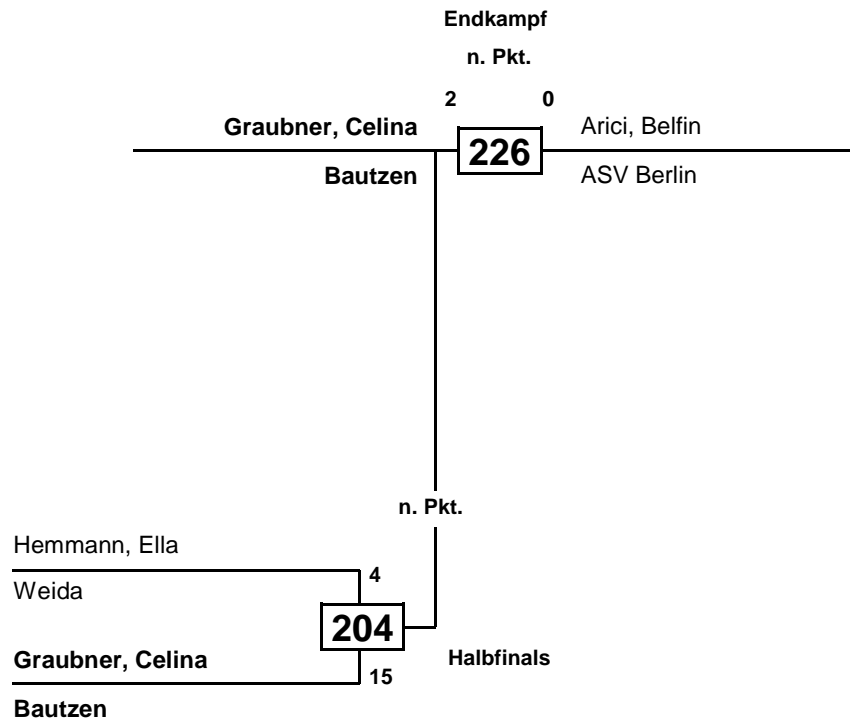 Endkampf
n. Pkt.
2 0
Graubner, Celina 226 Arici, Belfin
Bautzen ASV Berlin
n. Pkt.
Hemmann, Ella
4
Weida
204
Graubner, Celina Halbfinals
15
Bautzen